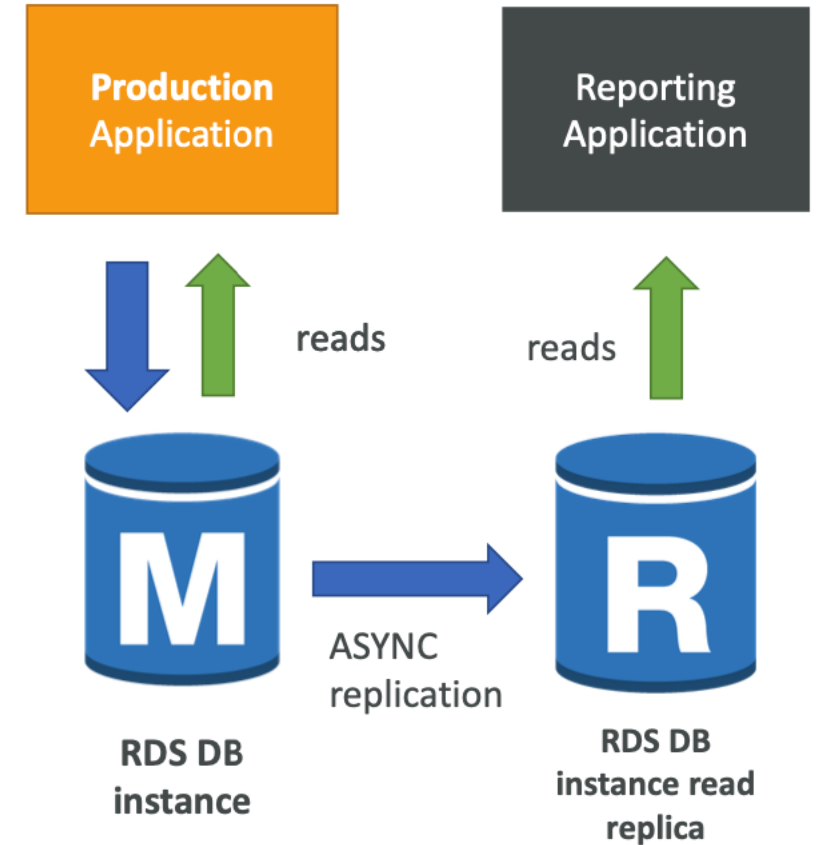 Production
Application
Reporting
Application
reads
reads
M
R
ASYNC
replication
RDS DB
instance
RDS DB
instance read
replica